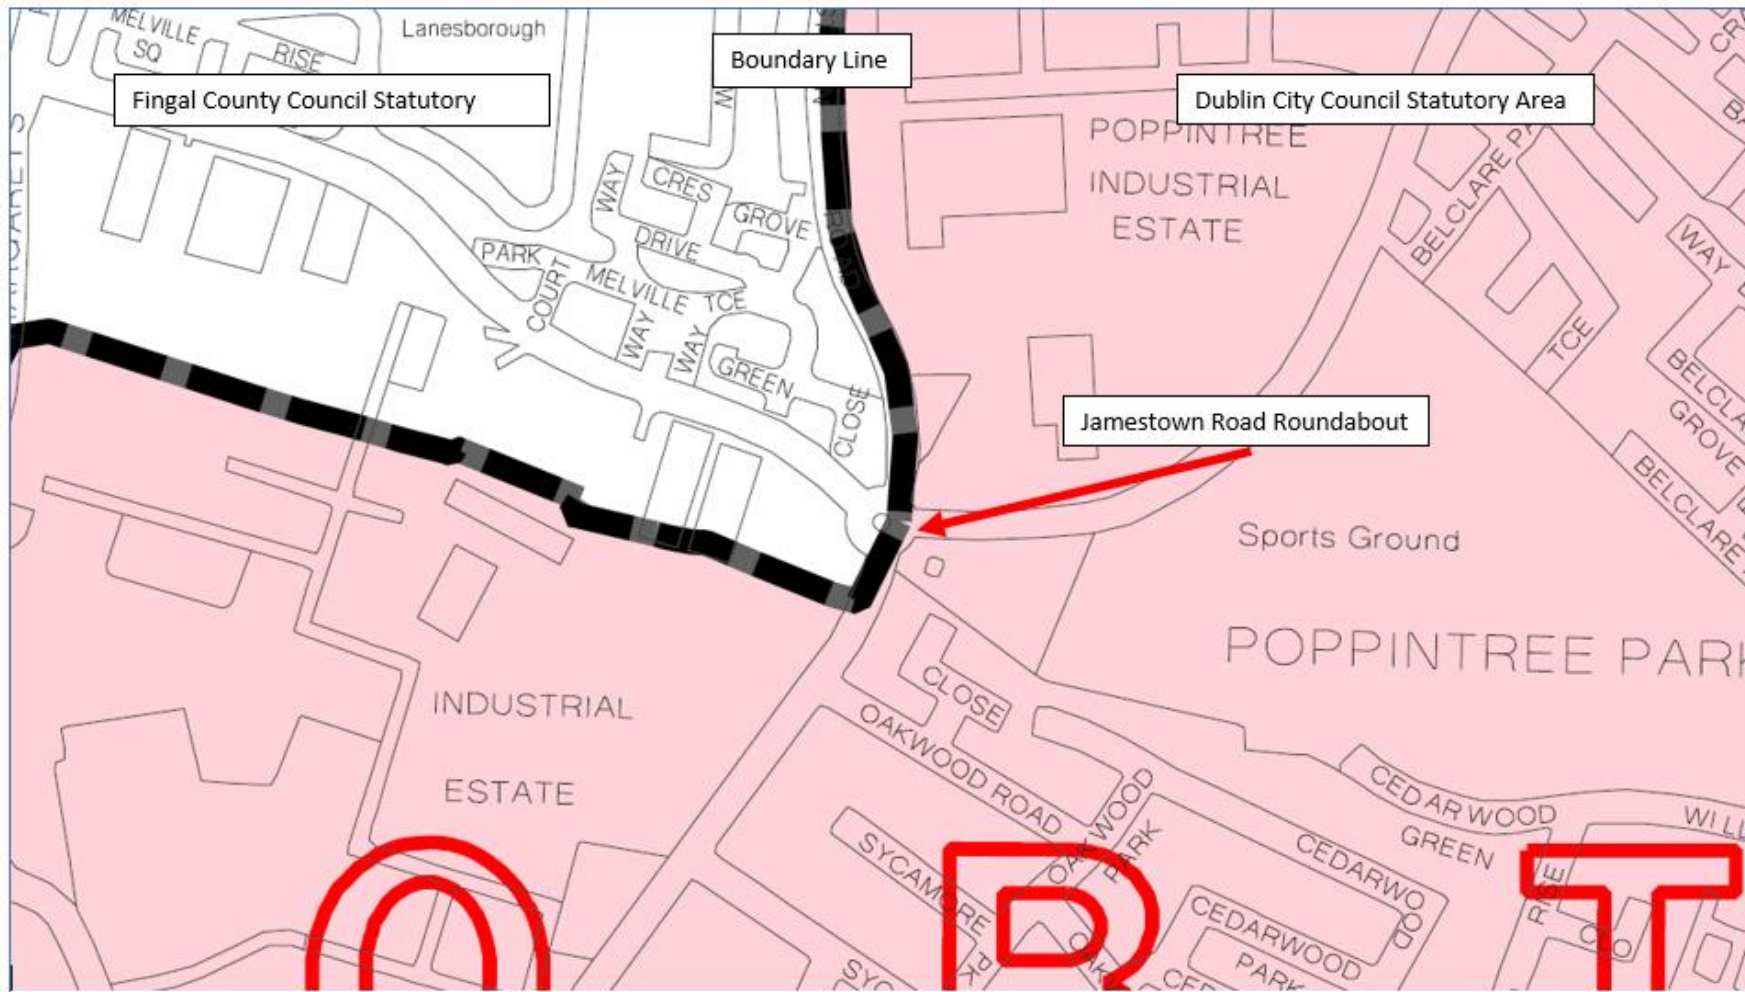 MELVILLE
SQ
RISE
Lanesborough
Boundary Line
Fingal County Council Statutory
Dublin City Council Statutory Area
POPPINTREE
INDUSTRIAL
ESTATE
BELCLARE
WAY
CRES
GROVE
DRIVE
PARK
COURT
MELVILLE TCE
WAY
WAY
GREEN
CLOSE
ROAD
WAY
TCE
GROVE
BELCLARE
Jamestown Road Roundabout
Sports Ground
POPPINTREE PARK
INDUSTRIAL
ESTATE
CLOSE
OAKWOOD ROAD
OAKWOOD
PARK
SYCAMORE
PK
CEDARWOOD
GREEN
CEDARWOOD
RISE
CEDARWOOD
PARK
CLO
O R T